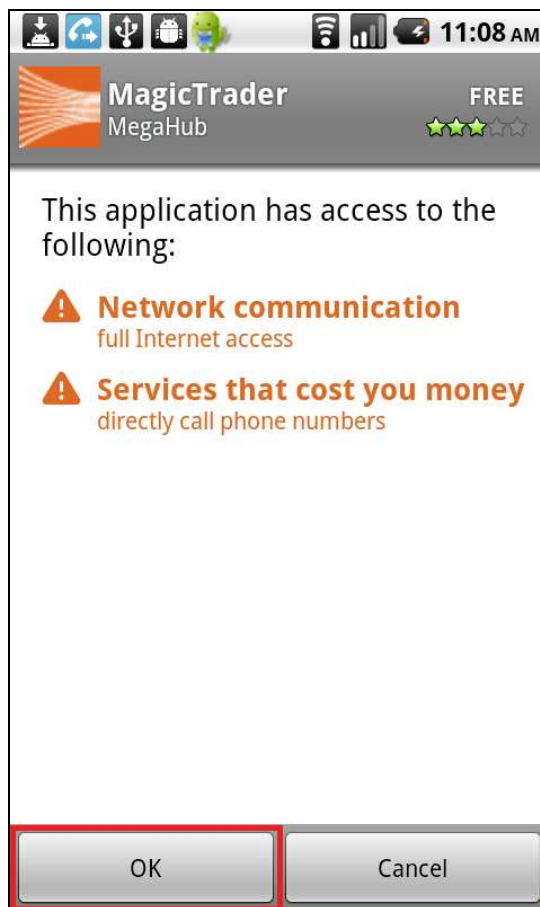 11:08 AM
MagicTrader
FREE
MegaHub
This application has access to the
following:
Network communication
full Internet access
Services that cost you money
directly call phone numbers
OK
Cancel